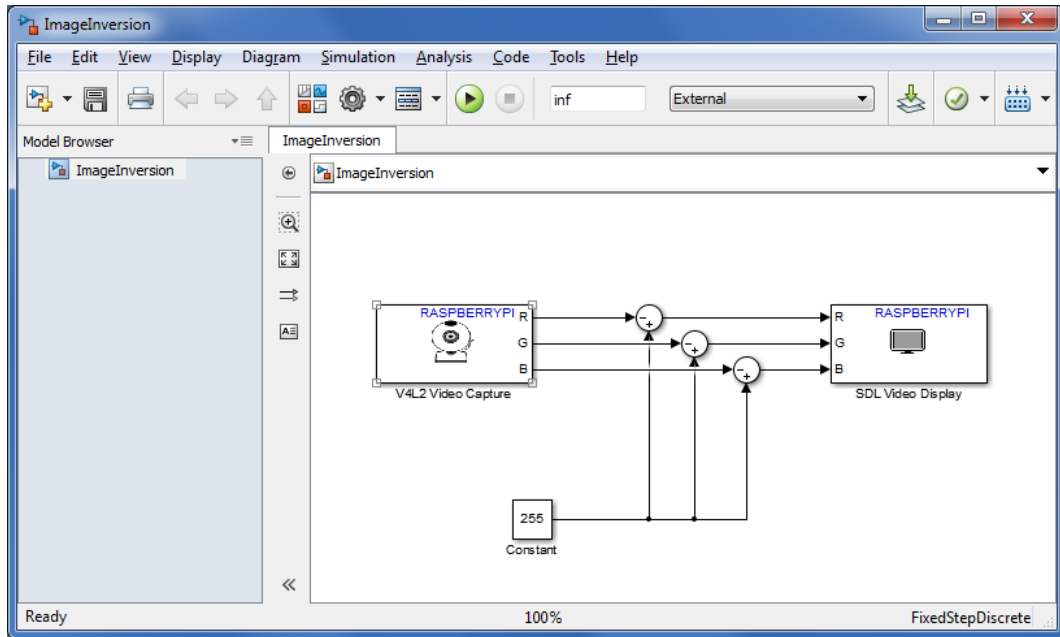 ImageInversion
File Edit View Display Diagram Simulation Analysis Code Tools Help
inf External
Model Browser
ImageInversion
ImageInversion
ImageInversion
A
RASPBERRYPI R
G
B
V4L2 Video Capture
-
+
-
+
-
+
R RASPBERRYPI
G
B
SDL Video Display
255
Constant
Ready 100% FixedStepDiscrete